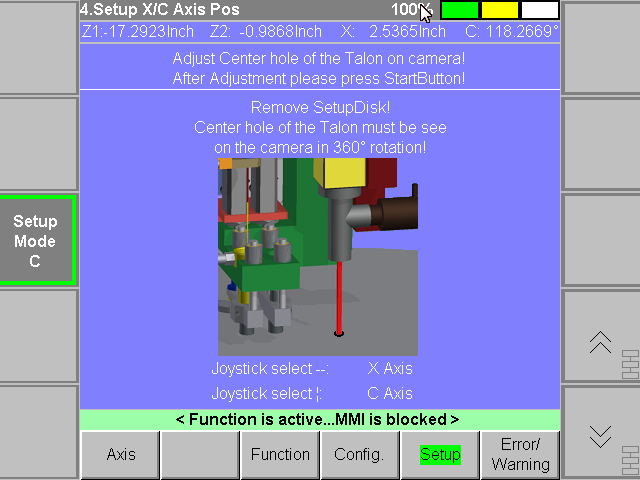 4.Setup X/C Axis Pos 100%
Z1:-17.2923Inch Z2: -0.9868Inch X: 2.5365Inch C: 118.2669°
Adjust Center hole of the Talon on camera!
After Adjustment please press StartButton!
Remove SetupDisk!
Center hole of the Talon must be see
on the camera in 360° rotation!
Setup
Mode
C
Joystick select --: X Axis
Joystick select ¦: C Axis
< Function is active...MMI is blocked >
Axis
Function
Config.
Setup
Error/
Warning